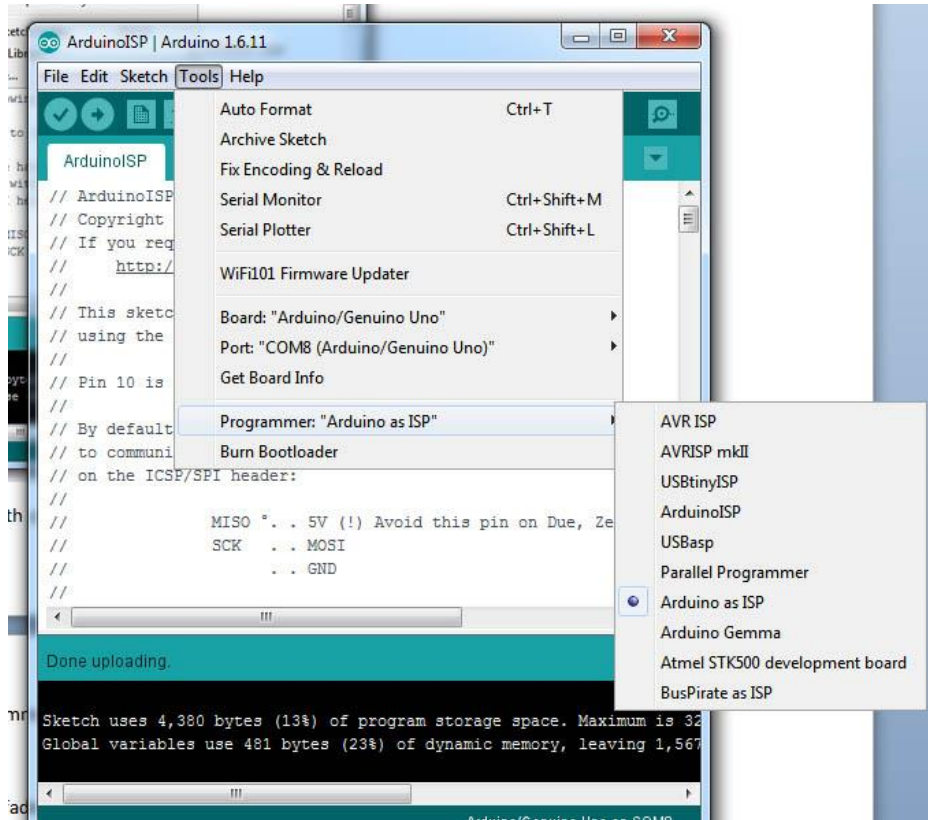 ArduinoISP | Arduino 1.6.11
File Edit Sketch Tools Help
Auto Format Ctrl+T
Archive Sketch
Fix Encoding & Reload
Serial Monitor Ctrl+Shift+M
Serial Plotter Ctrl+Shift+L
WiFi101 Firmware Updater
Board: "Arduino/Genuino Uno"
Port: "COM8 (Arduino/Genuino Uno)"
Get Board Info
Programmer: "Arduino as ISP"
Burn Bootloader
AVR ISP
AVRISP mkII
USBtinyISP
ArduinoISP
USBasp
Parallel Programmer
Arduino as ISP
Arduino Gemma
Atmel STK500 development board
BusPirate as ISP
ArduinoISP
// ArduinoISP
// Copyright
// If you req
// http:/
//
// This sketc
// using the
//
// Pin 10 is
//
// By default
// to communi
// on the ICSP/SPI header:
//
// MISO °. . 5V (!) Avoid this pin on Due, Ze
// SCK . . MOSI
// . . GND
//
Done uploading.
Sketch uses 4,380 bytes (13%) of program storage space. Maximum is 32
Global variables use 481 bytes (23%) of dynamic memory, leaving 1,567